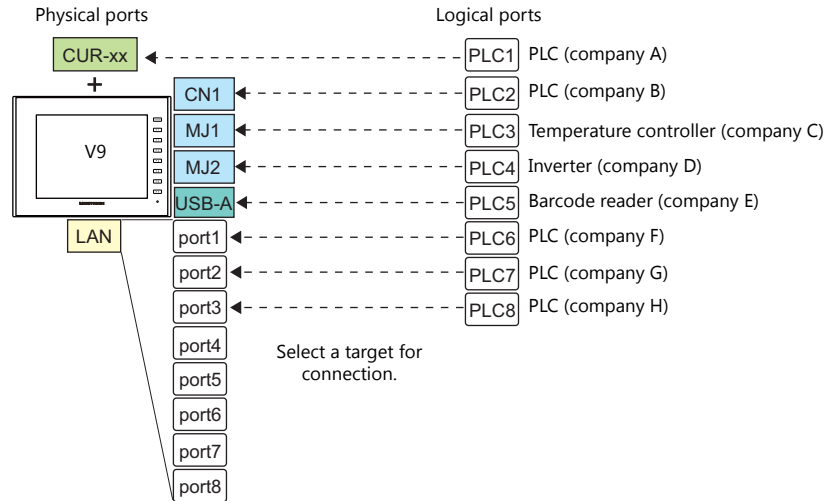 Physical ports
Logical ports
CUR-xx
PLC1 PLC (company A)
+
CN1
PLC2 PLC (company B)
MJ1
PLC3 Temperature controller (company C)
V9
MJ2
PLC4 Inverter (company D)
USB-A
PLC5 Barcode reader (company E)
LAN
port1
PLC6 PLC (company F)
port2
PLC7 PLC (company G)
port3
PLC8 PLC (company H)
port4
Select a target for
connection.
port5
port6
port7
port8